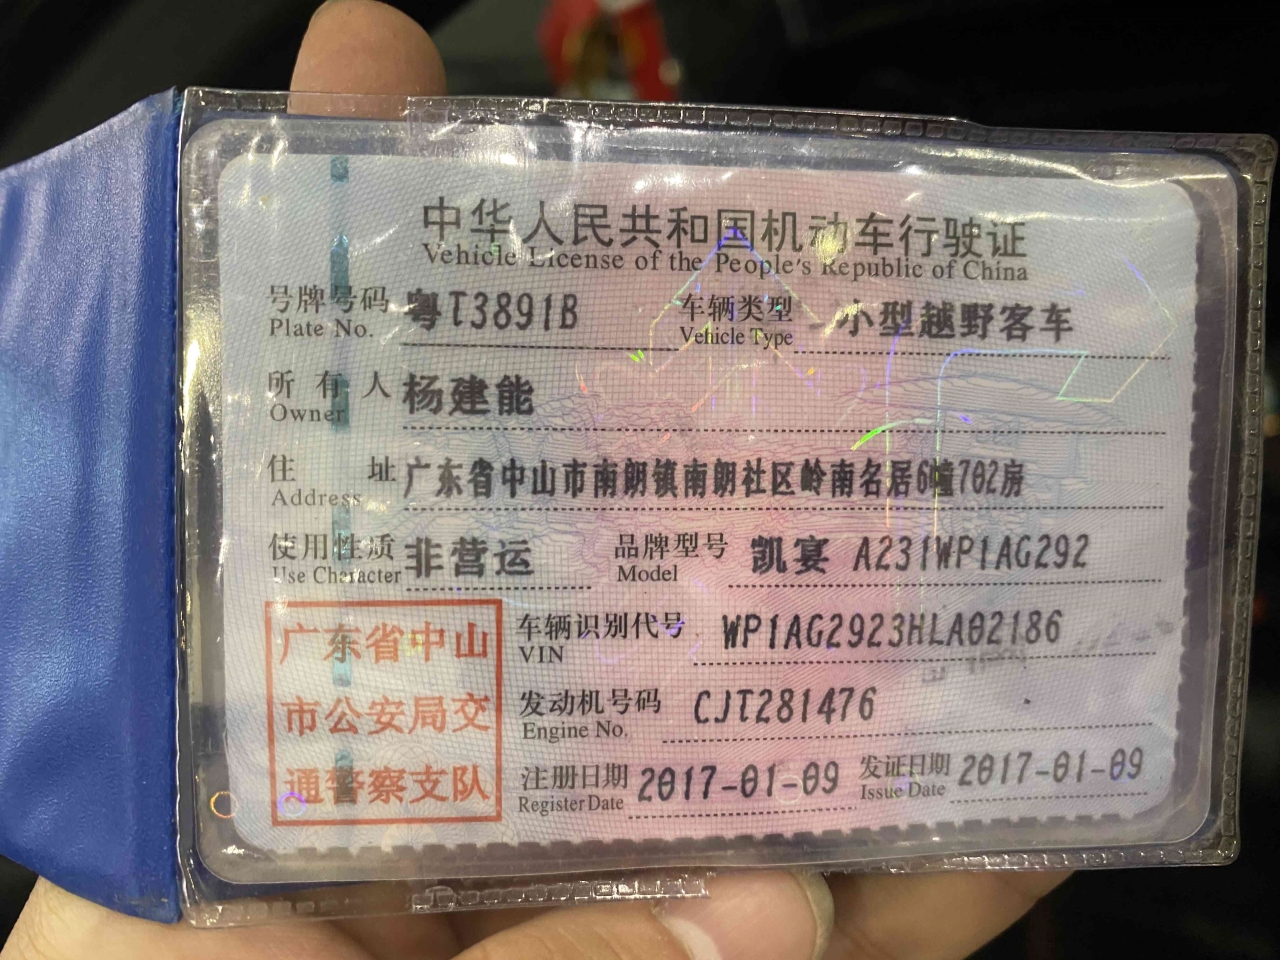 中华人民共和国机动车行驶证
Vehicle License of the People's Republic of China
号牌号码 粤T3891B 车辆类型 小型越野客车
Plate No. Vehicle Type
所有人 杨建能
Owner
住址 广东省中山市南朗镇南朗社区岭南名居6幢702房
Address
使用性质 非营运 品牌型号 凯宴 A231WP1AG292
Use Character Model
广东省中山
市公安局交
通警察支队
车辆识别代号 WP1AG2923HLA02186
VIN
发动机号码 CJT281476
Engine No.
注册日期 2017-01-09 发证日期 2017-01-09
Register Date Issue Date